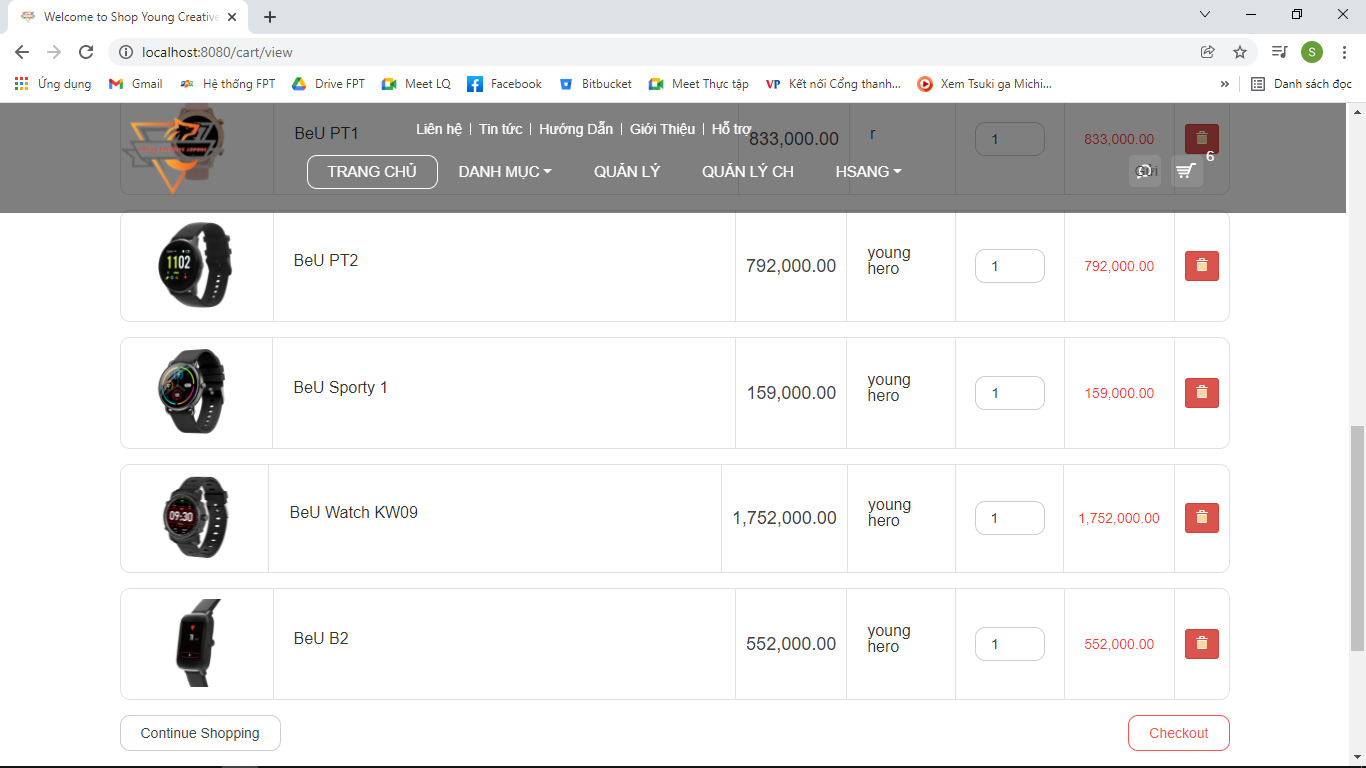 Welcome to Shop Young Creative
localhost:8080/cart/view
S
Ứng dụng Gmail Hệ thống FPT Drive FPT Meet LQ Facebook Bitbucket Meet Thực tập VP Kết nối Cổng thanh... Xem Tsuki ga Michi... » Danh sách đọc
Liên hệ | Tin tức | Hướng Dẫn | Giới Thiệu | Hỗ trợ
BeU PT1 833,000.00 r 1 833,000.00
TRANG CHỦ DANH MỤC QUẢN LÝ QUẢN LÝ CH HSANG 6
BeU PT2 792,000.00 young hero 1 792,000.00
11 02
BeU Sporty 1 159,000.00 young hero 1 159,000.00
BeU Watch KW09 1,752,000.00 young hero 1 1,752,000.00
09:30
BeU B2 552,000.00 young hero 1 552,000.00
Continue Shopping Checkout